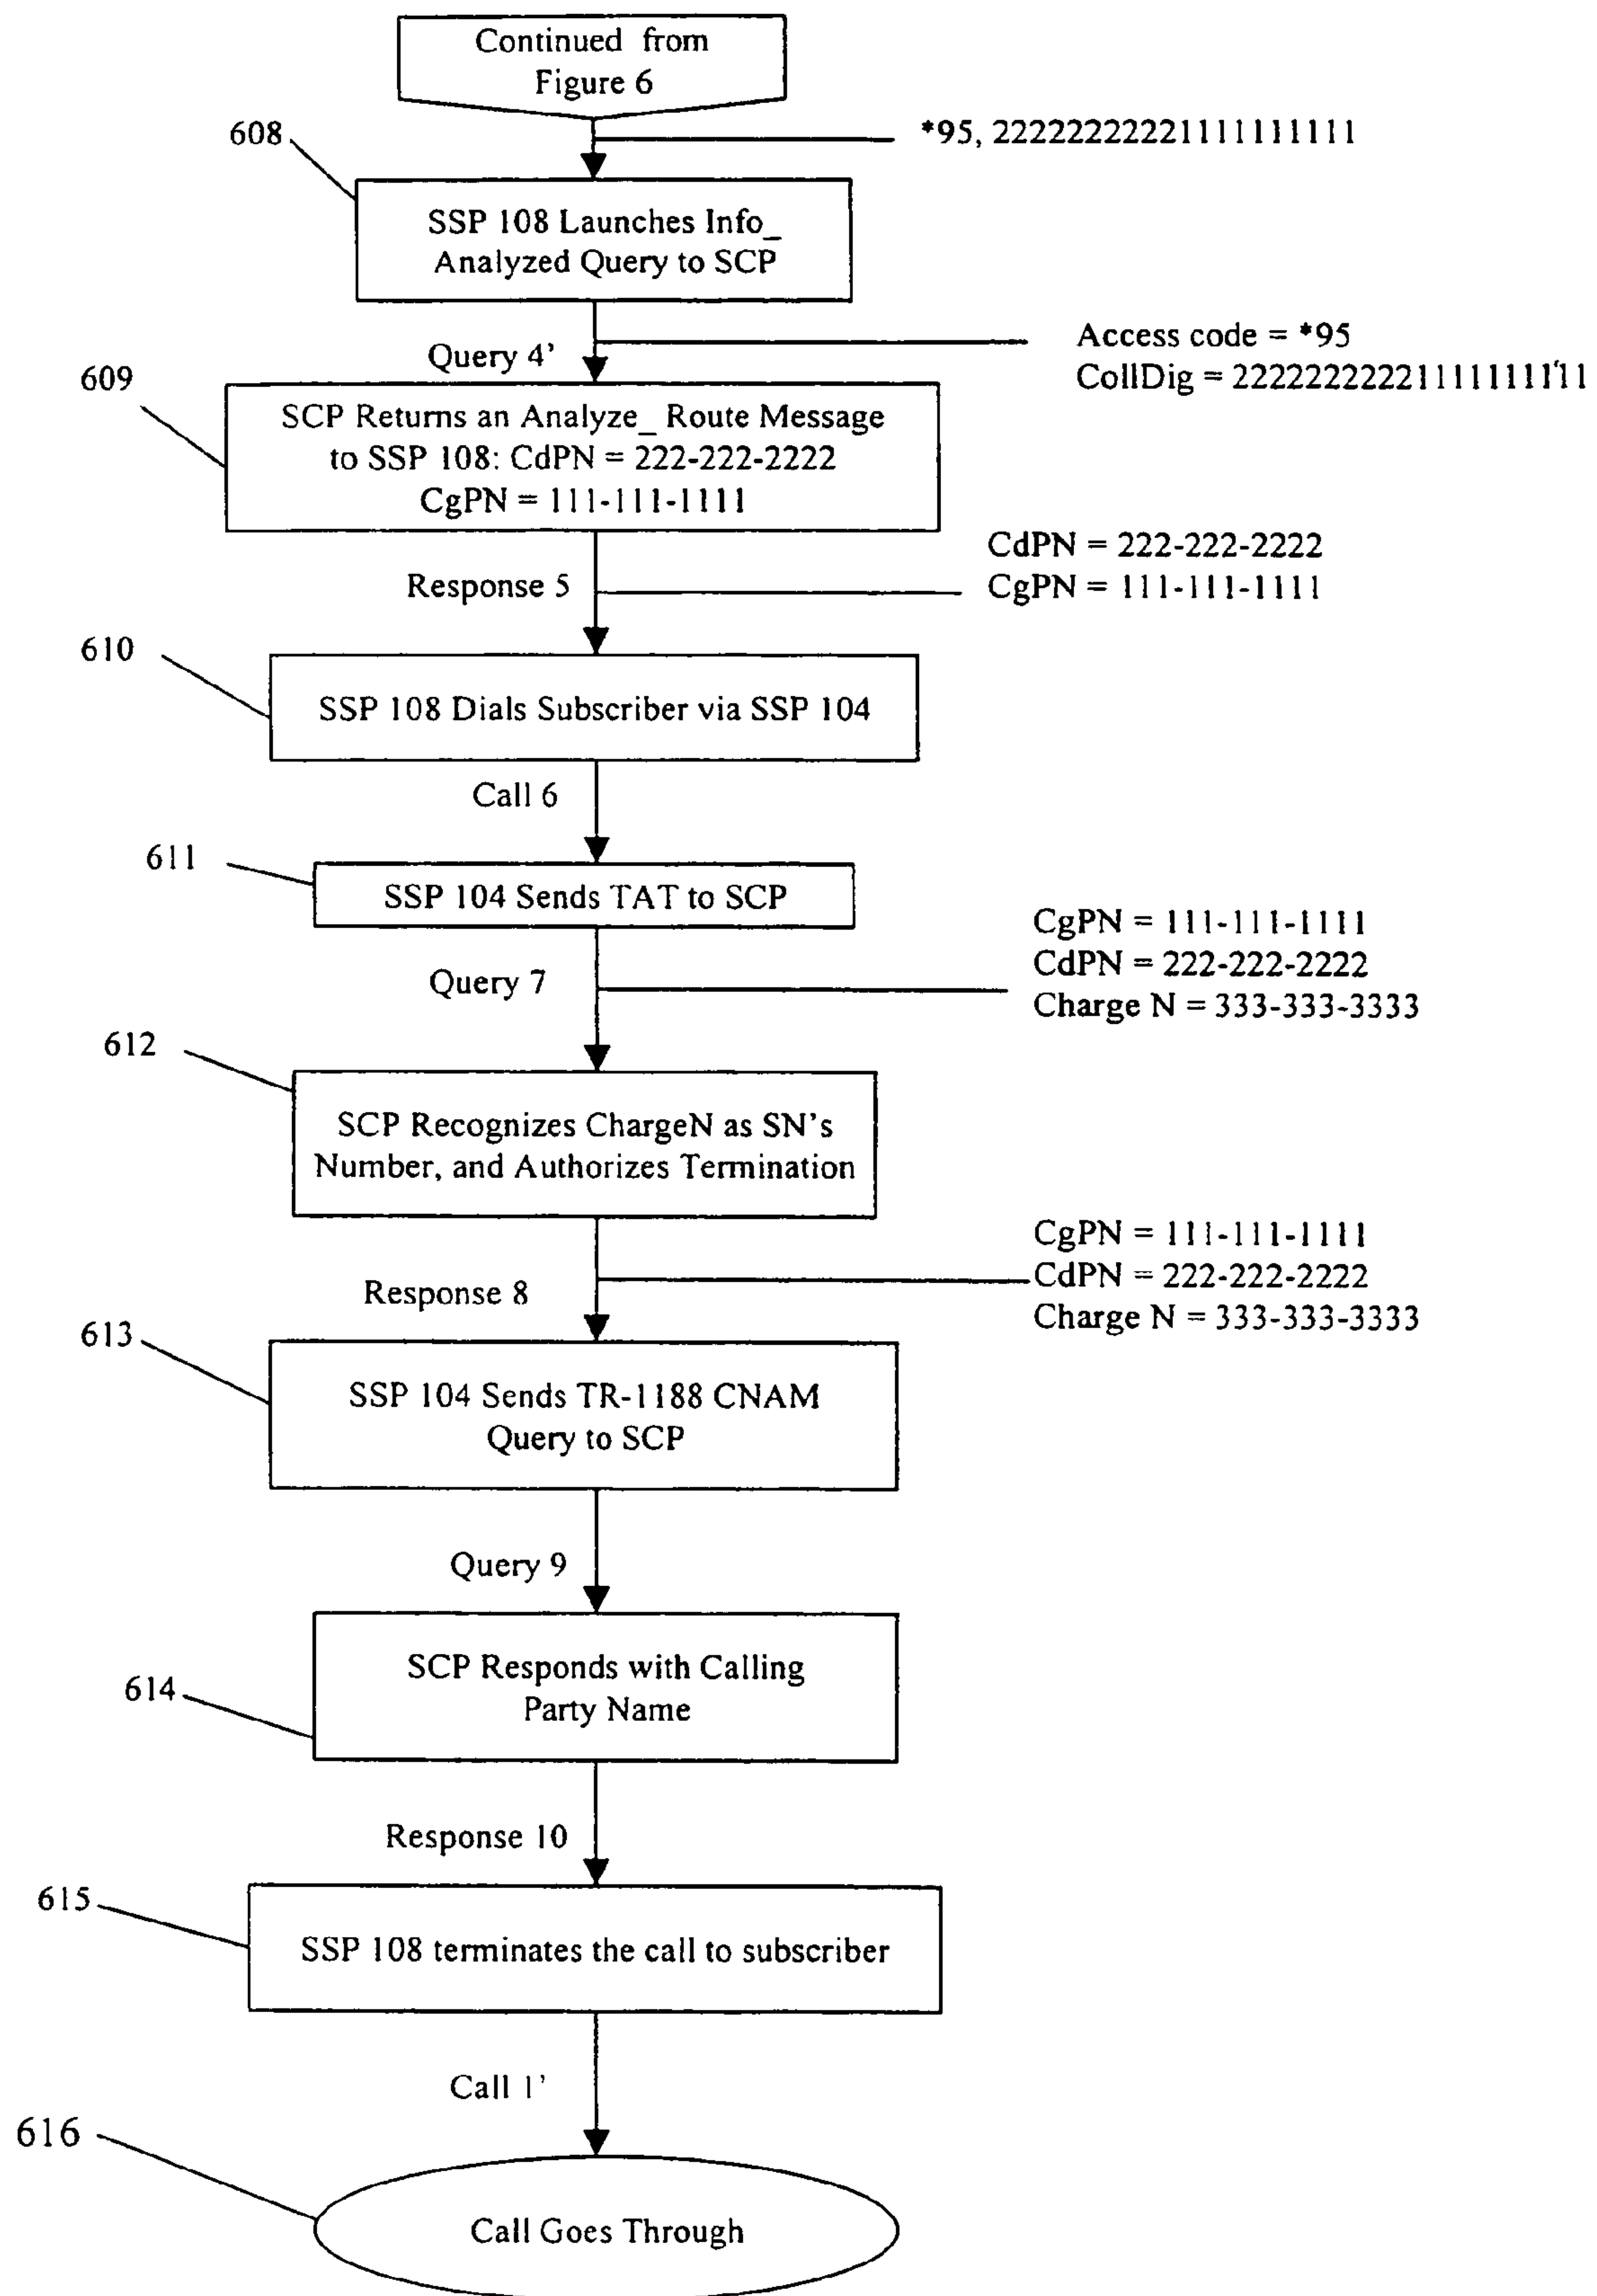 Continued from
Figure 6
608
*95, 22222222221111111111
SSP 108 Launches Info_
Analyzed Query to SCP
Query 4'
Access code = *95
CollDig = 22222222221111111111
609
SCP Returns an Analyze_ Route Message
to SSP 108: CdPN = 222-222-2222
CgPN = 111-111-1111
Response 5
CdPN = 222-222-2222
CgPN = 111-111-1111
610
SSP 108 Dials Subscriber via SSP 104
Call 6
611
SSP 104 Sends TAT to SCP
Query 7
CgPN = 111-111-1111
CdPN = 222-222-2222
Charge N = 333-333-3333
612
SCP Recognizes ChargeN as SN's
Number, and Authorizes Termination
Response 8
CgPN = 111-111-1111
CdPN = 222-222-2222
Charge N = 333-333-3333
613
SSP 104 Sends TR-1188 CNAM
Query to SCP
Query 9
614
SCP Responds with Calling
Party Name
Response 10
615
SSP 108 terminates the call to subscriber
Call 1'
616
Call Goes Through